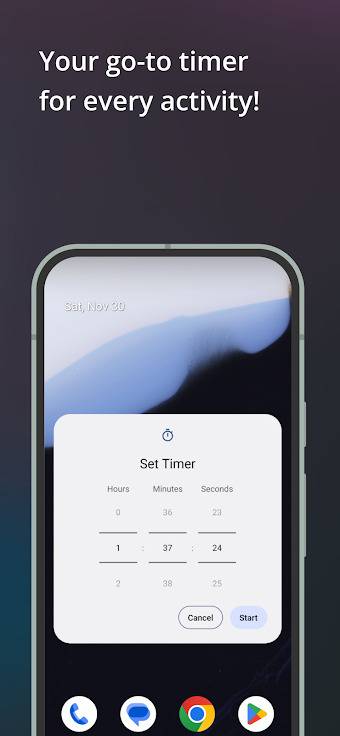 Your go-to timer
for every activity!
Sat, Nov 30
Set Timer
Hours Minutes Seconds
0 36 23
1 : 37 : 24
2 38 25
Cancel Start